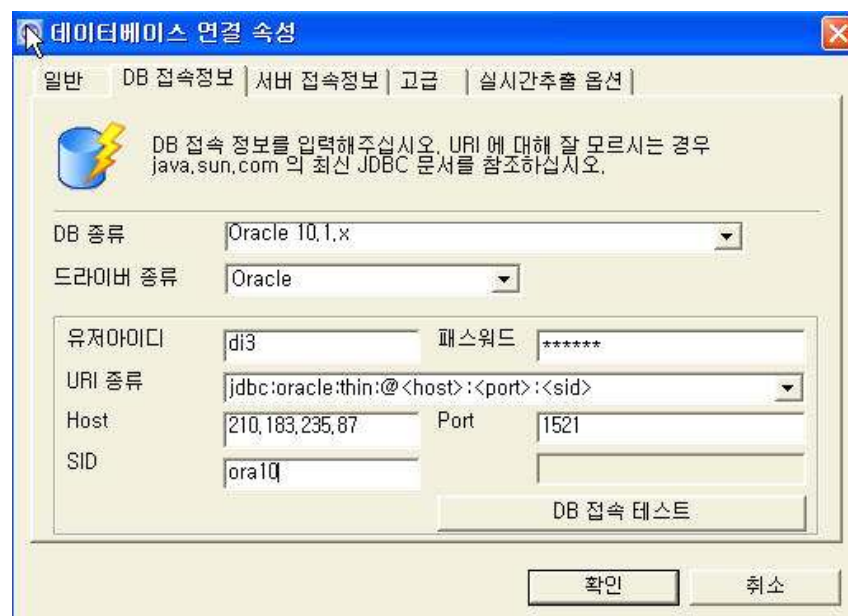 데이터베이스 연결 속성
일반 DB 접속정보 서버 접속정보 고급 실시간추출 옵션
DB 접속 정보를 입력해주십시오. URI 에 대해 잘 모르시는 경우
java.sun.com 의 최신 JDBC 문서를 참조하십시오.
DB 종류 Oracle 10.1.x
드라이버 종류 Oracle
유저아이디 di3 패스워드 ******
URI 종류 jdbc:oracle:thin:@<host>:<port>:<sid>
Host 210.183.235.87 Port 1521
SID ora10
DB 접속 테스트
확인 취소